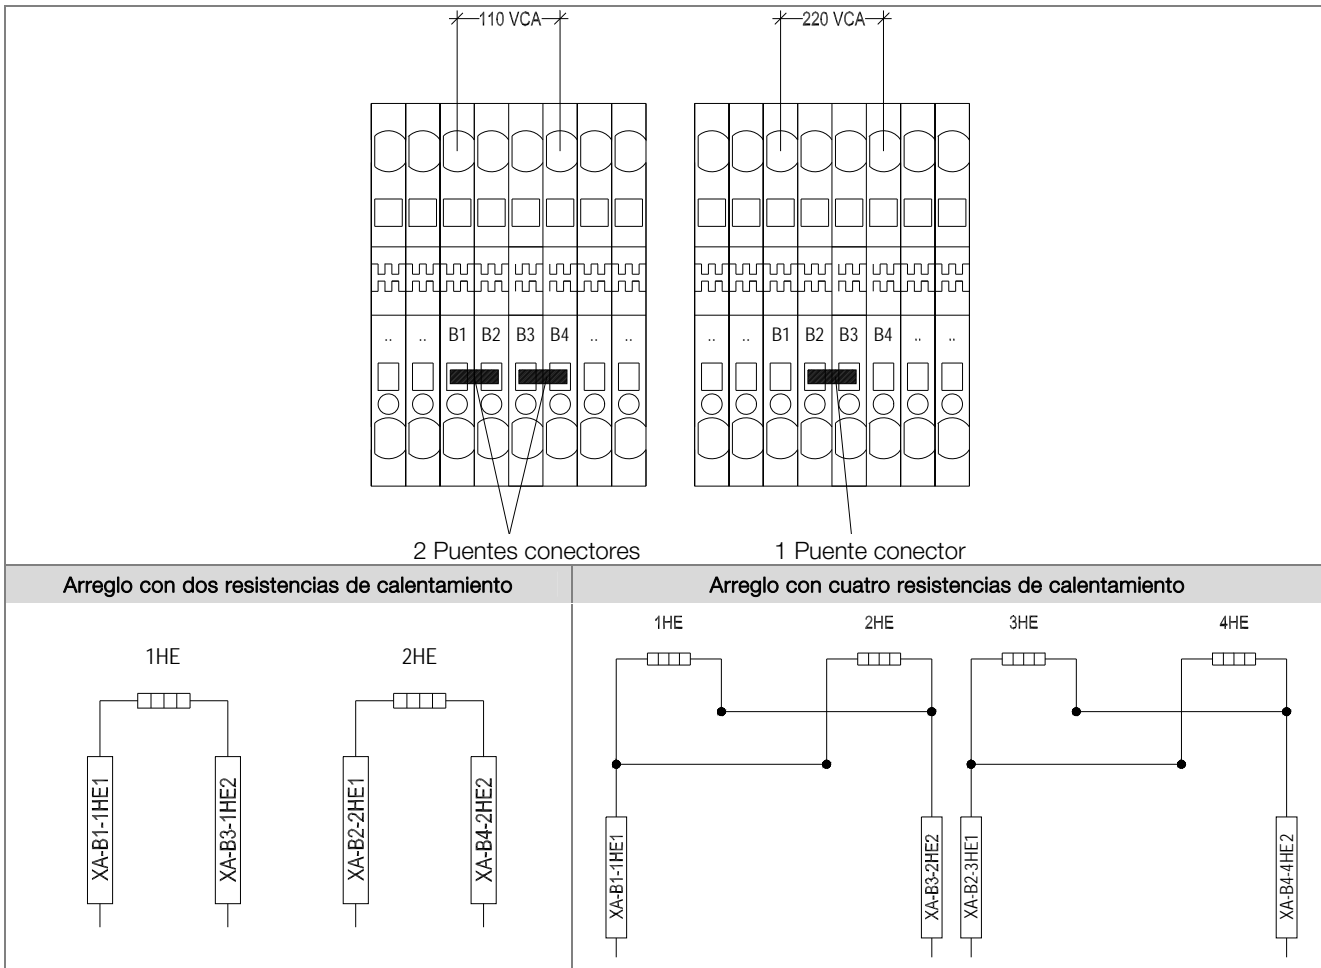 110 VCA
220 VCA
.. .. B1 B2 B3 B4 .. ..
.. .. B1 B2 B3 B4 .. ..
2 Puentes conectores
1 Puente conector
Arreglo con dos resistencias de calentamiento
Arreglo con cuatro resistencias de calentamiento
1HE
2HE
XA-B1-1HE1
XA-B3-1HE2
XA-B2-2HE1
XA-B4-2HE2
1HE
2HE
3HE
4HE
XA-B1-1HE1
XA-B3-2HE2
XA-B2-3HE1
XA-B4-4HE2